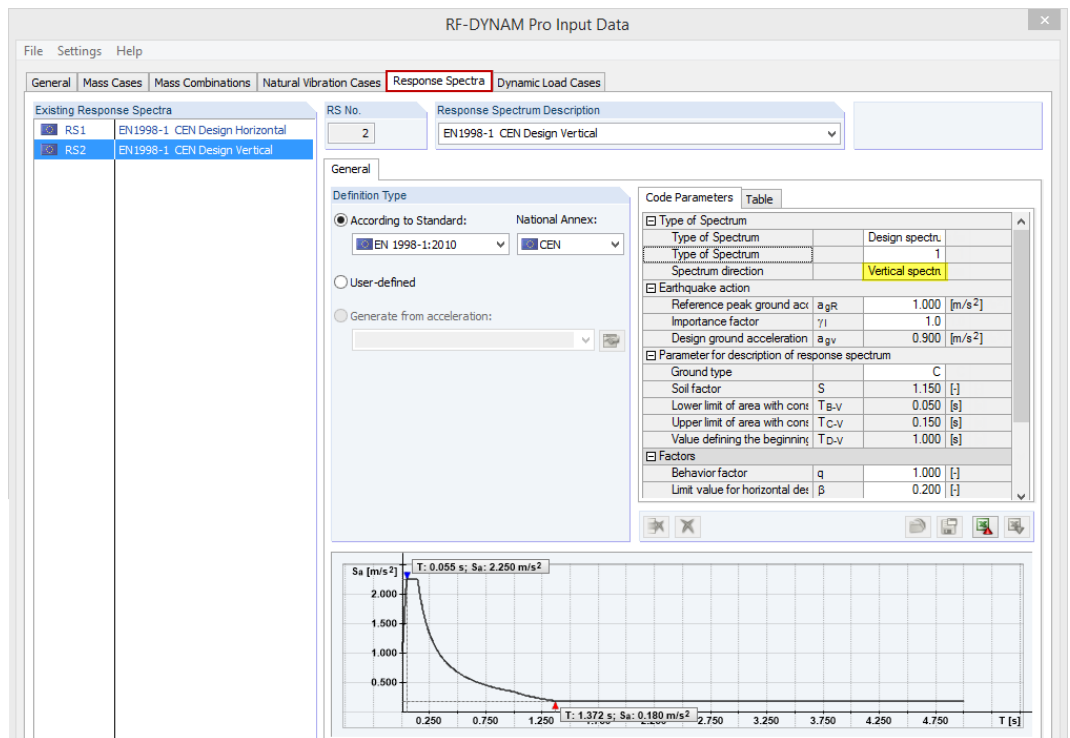 RF-DYNAM Pro Input Data
×
File Settings Help
General Mass Cases Mass Combinations Natural Vibration Cases Response Spectra Dynamic Load Cases
Existing Response Spectra
RS1 EN1998-1 CEN Design Horizontal
RS2 EN1998-1 CEN Design Vertical
RS No.
2
Response Spectrum Description
EN1998-1 CEN Design Vertical
General
Definition Type
According to Standard: National Annex:
EN 1998-1:2010 CEN
User-defined
Generate from acceleration:
Code Parameters Table
Type of Spectrum
Type of Spectrum Design spectru
Type of Spectrum 1
Spectrum direction Vertical spectru
Earthquake action
Reference peak ground acc agR 1.000 [m/s²]
Importance factor γI 1.0
Design ground acceleration agv 0.900 [m/s²]
Parameter for description of response spectrum
Ground type C
Soil factor S 1.150 [-]
Lower limit of area with cons TB-V 0.050 [s]
Upper limit of area with cons TC-V 0.150 [s]
Value defining the beginning TD-V 1.000 [s]
Factors
Behavior factor q 1.000 [-]
Limit value for horizontal des β 0.200 [-]
Sa [m/s²]
T: 0.055 s; Sa: 2.250 m/s²
2.000
1.500
1.000
0.500
T: 1.372 s; Sa: 0.180 m/s²
0.250 0.750 1.250 2.750 3.250 3.750 4.250 4.750 T [s]